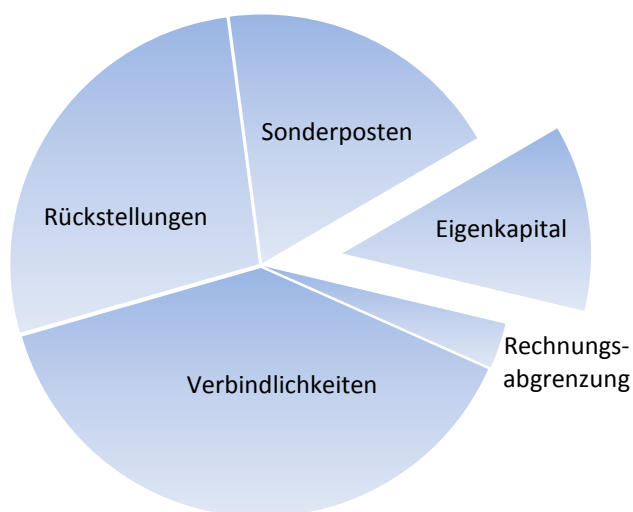 Sonderposten
Rückstellungen
Eigenkapital
Rechnungs-
abgrenzung
Verbindlichkeiten